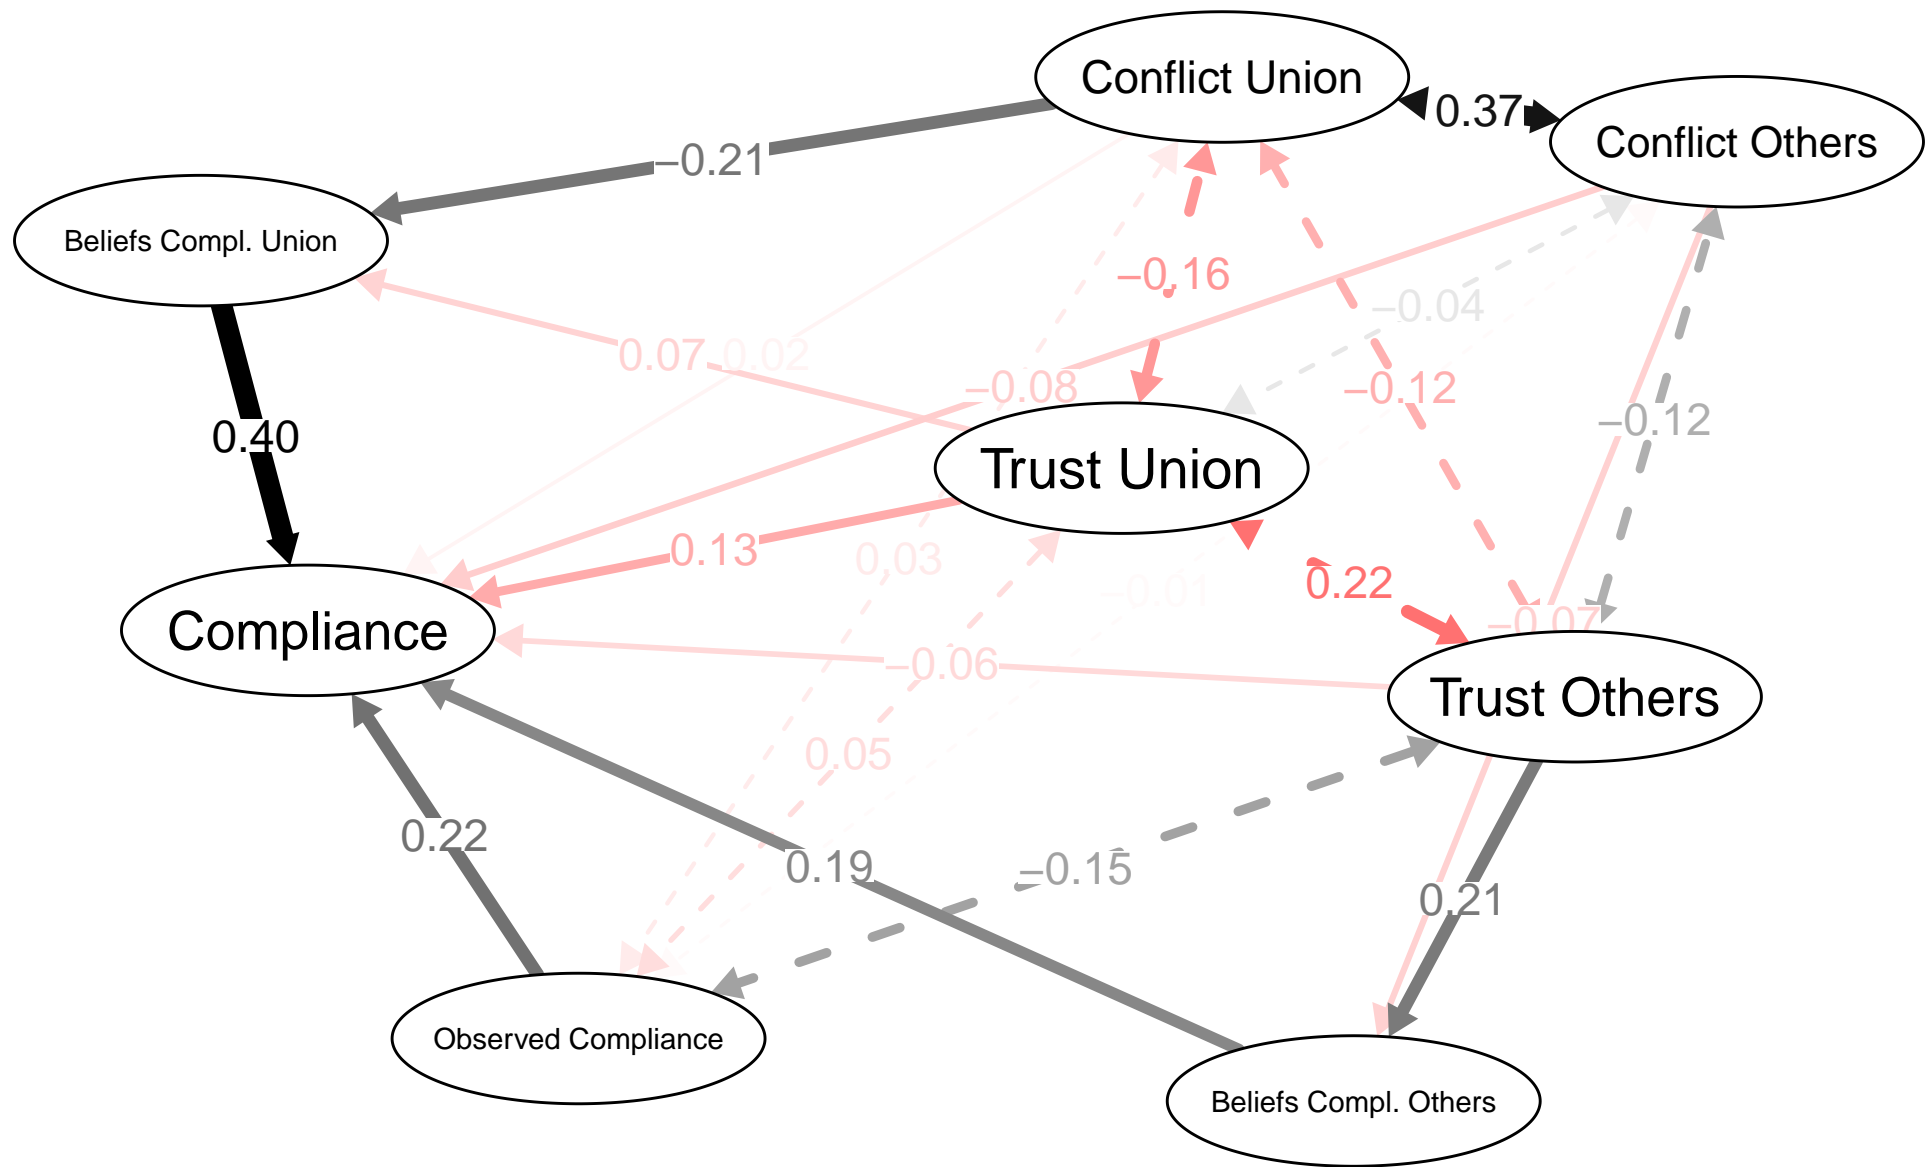 Conflict Union
0.37
Conflict Others
−0.21
Beliefs Compl. Union
−0.16
−0.04
0.07
0.02
−0.08
−0.12
−0.12
0.40
Trust Union
0.13
0.03
0.22
−0.01
−0.07
Compliance
−0.06
Trust Others
0.05
0.22
0.19
−0.15
0.21
Observed Compliance
Beliefs Compl. Others